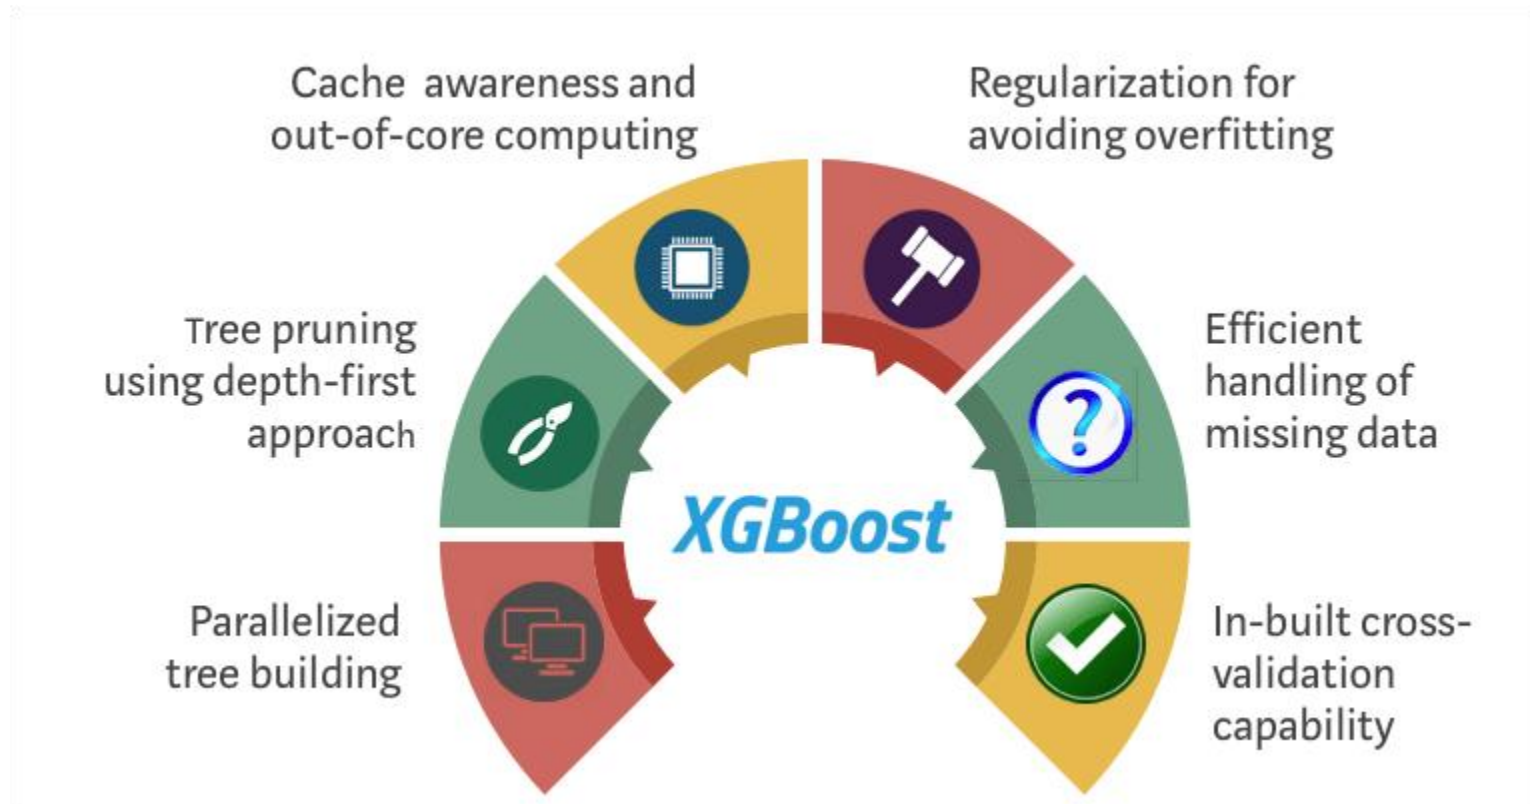 Cache awareness and
out-of-core computing
Regularization for
avoiding overfitting
Tree pruning
using depth-first
approach
Efficient
handling of
missing data
XGBoost
Parallelized
tree building
In-built cross-
validation
capability